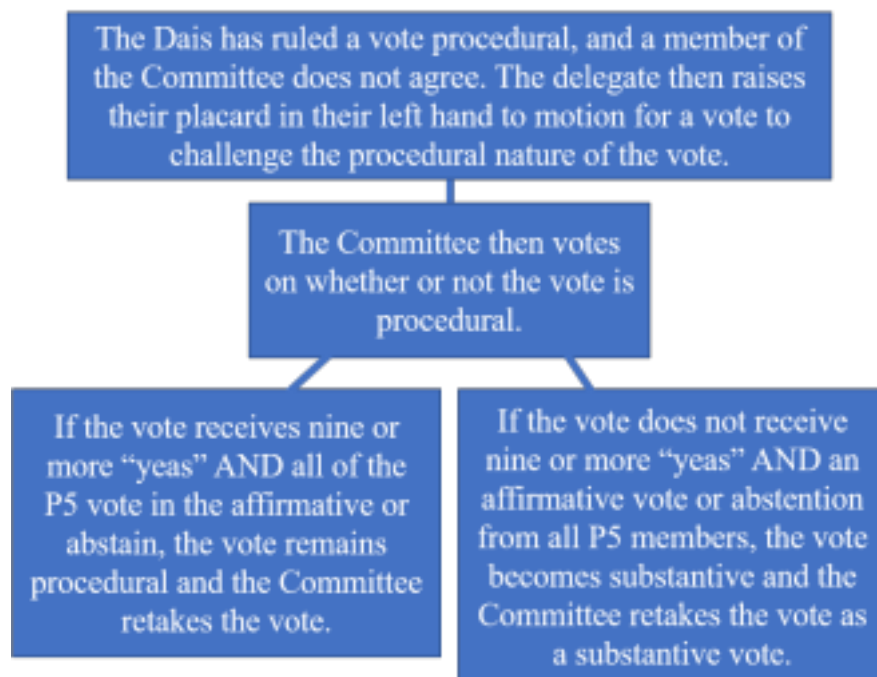 The Dais has ruled a vote procedural, and a member of
the Committee does not agree. The delegate then raises
their placard in their left hand to motion for a vote to
challenge the procedural nature of the vote.
The Committee then votes
on whether or not the vote is
procedural.
If the vote receives nine or
more “yeas” AND all of the
P5 vote in the affirmative or
abstain, the vote remains
procedural and the Committee
retakes the vote.
If the vote does not receive
nine or more “yeas” AND an
affirmative vote or abstention
from all P5 members, the vote
becomes substantive and the
Committee retakes the vote as
a substantive vote.